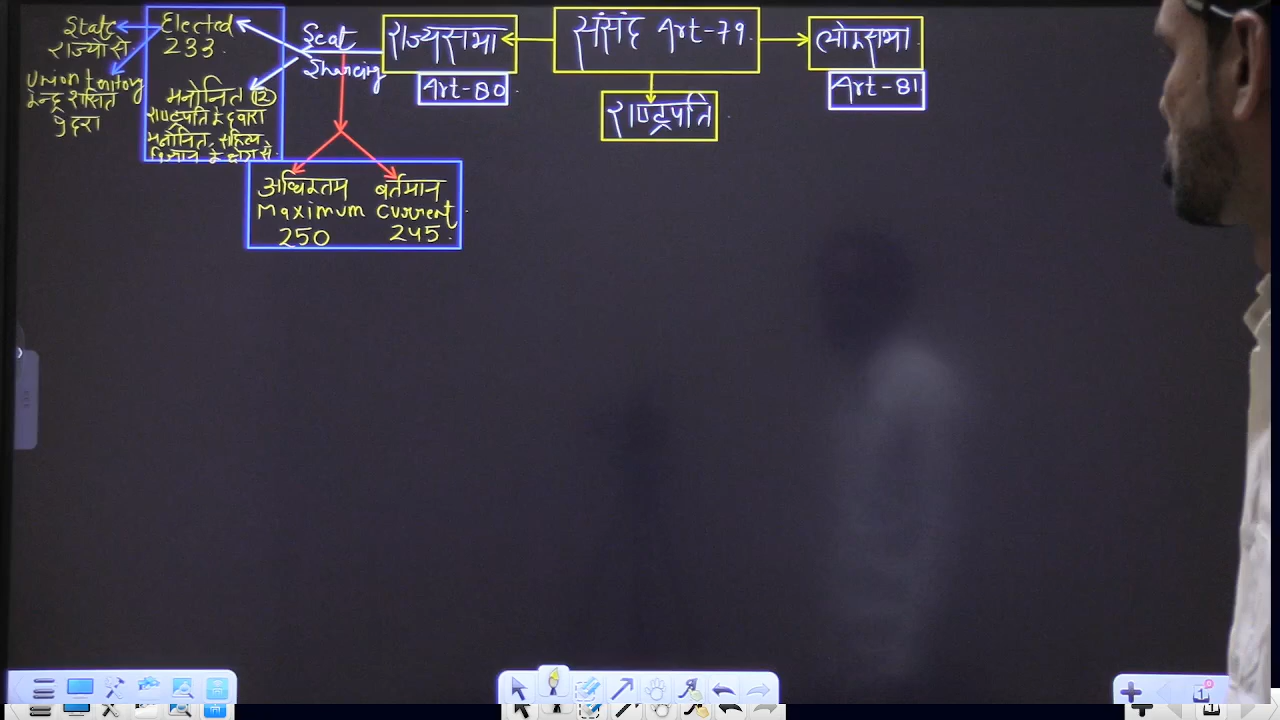 State
राज्यो से
Union territory
केन्द्र शासित
प्रदेश
Elected
233.
मनोनित (12)
राष्ट्रपति के द्वारा
मनोनित, साहित्य,
विज्ञान के क्षेत्र से
Seat
Sharing
राज्यसभा
Art-80
संसद Art-79
राष्ट्रपति
लोकसभा
Art-81
अधिकतम
Maximum
250
वर्तमान
Current
245.